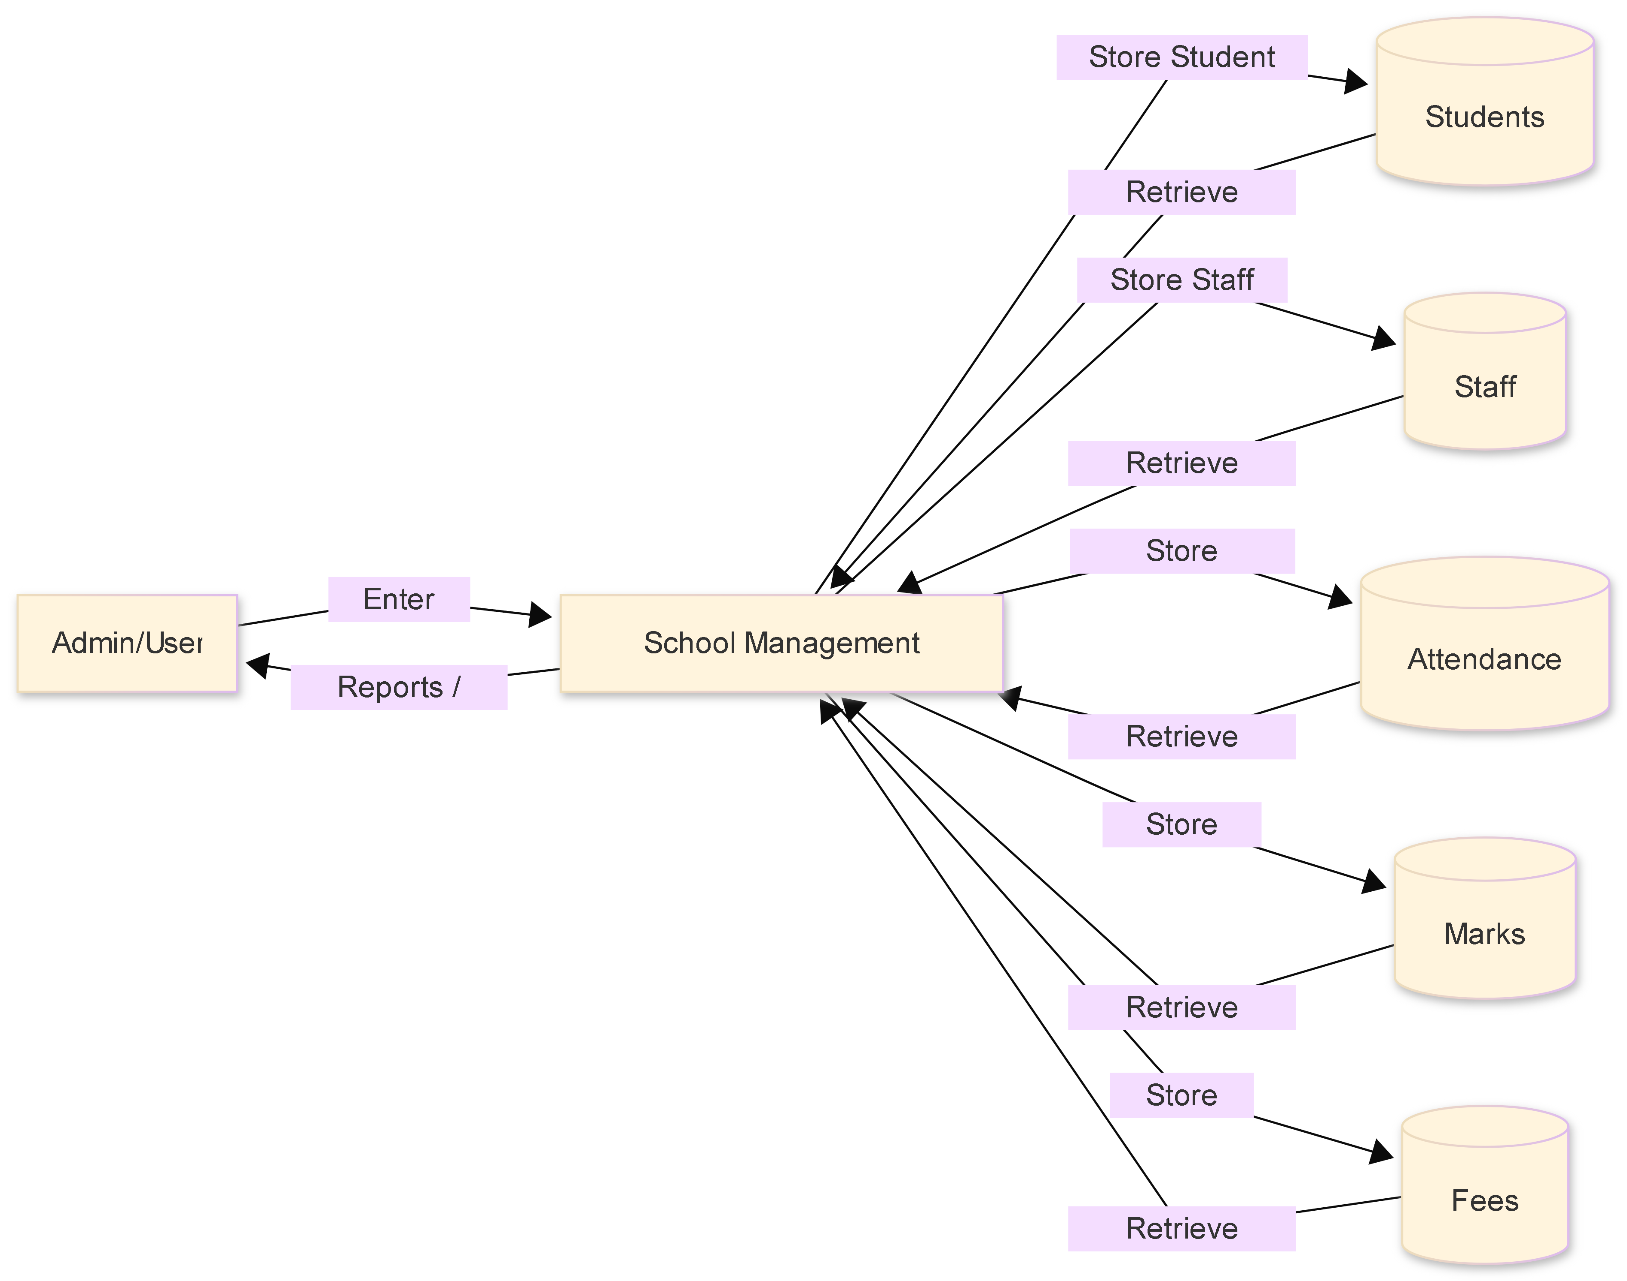 Store Student
Students
Retrieve
Store Staff
Staff
Retrieve
Store
Enter
Admin/User
School Management
Attendance
Reports /
Retrieve
Store
Marks
Retrieve
Store
Fees
Retrieve